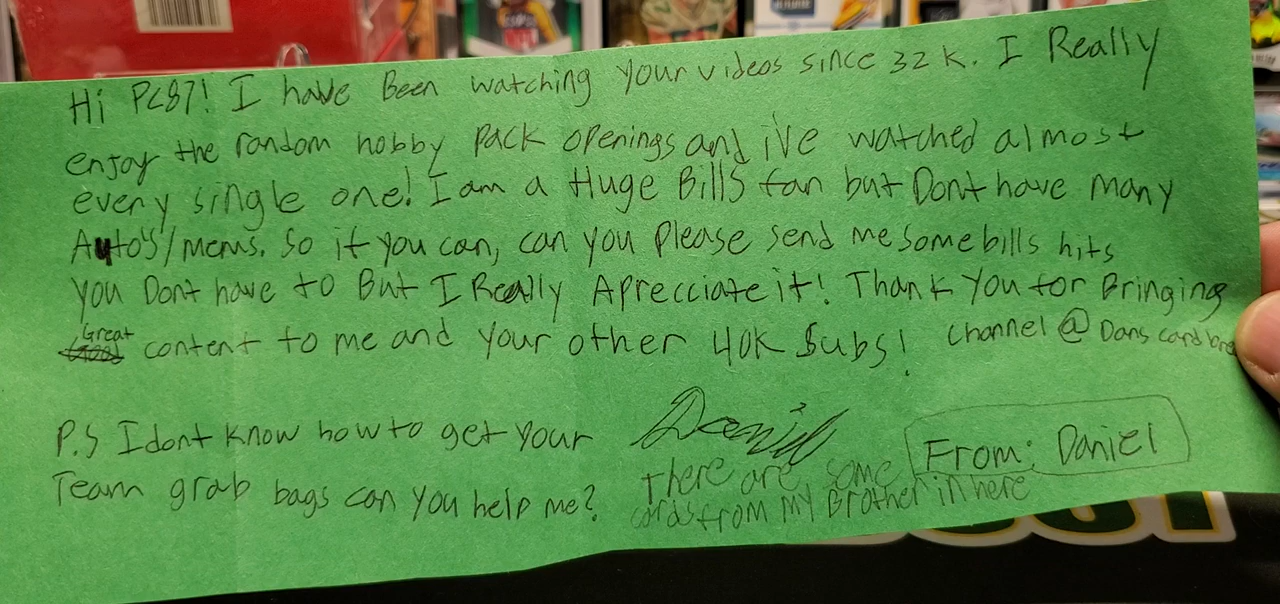 Hi PC87! I have Been watching your videos since 32K. I Really
enjoy the random hobby pack openings and i've watched almost
every single one! I am a Huge Bills fan but Dont have many
Auto's/mems. So if you can, can you please send me some bills hits
you Dont have to But I Really Aprecciate it! Thank You for Bringing
Great content to me and your other 40K Subs! Channel @ Dans card
P.S I dont know how to get your
Team grab bags can you help me?
Daniel
From: Daniel
there are some
cards from my Brother in here